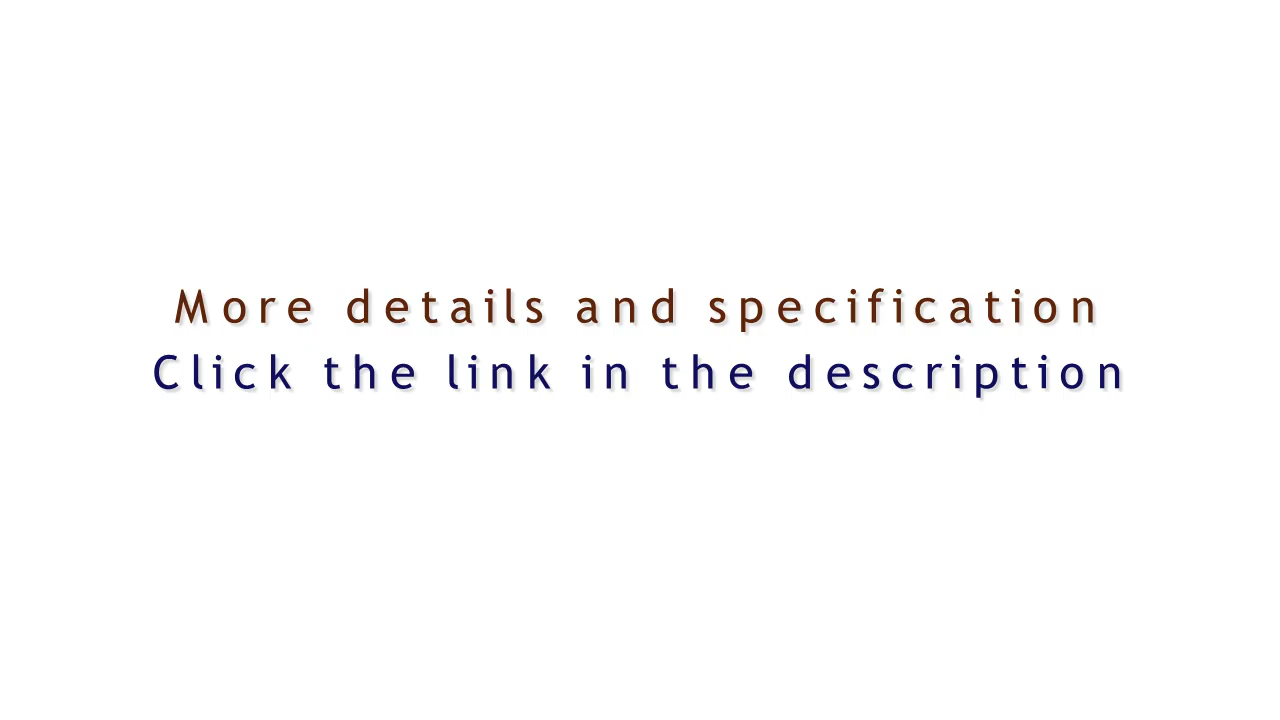 More details and specification
Click the link in the description